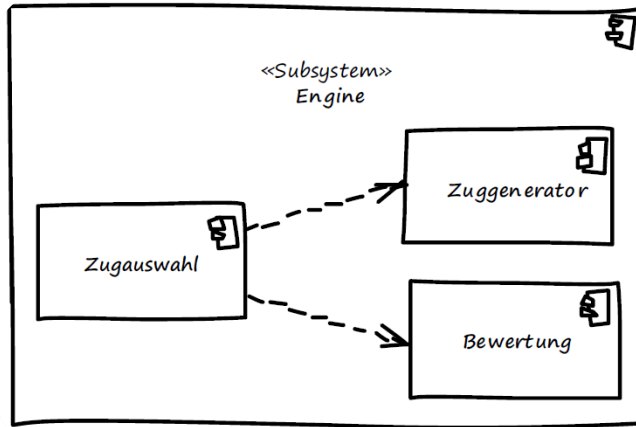 «Subsystem»
Engine
Zuggenerator
Zugauswahl
Bewertung